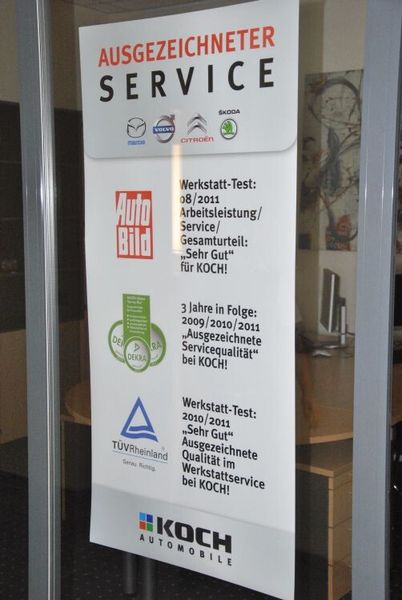 AUSGEZEICHNETER
SERVICE
mazda
VOLVO
CITROËN
ŠKODA
Auto
Bild
Werkstatt-Test:
08/2011
Arbeitsleistung/
Service/
Gesamturteil:
„Sehr Gut"
für KOCH!
DEKRA
3 Jahre in Folge:
2009/2010/2011
„Ausgezeichnete
Servicequalität"
bei KOCH!
TÜVRheinland
Genau. Richtig.
Werkstatt-Test:
2010/2011
„Sehr Gut"
Ausgezeichnete
Qualität im
Werkstattservice
bei KOCH!
KOCH
AUTOMOBILE